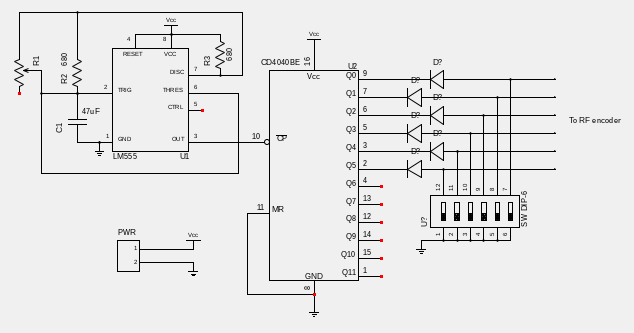 Vcc
4
8
RESET
VCC
R1
R2 680
R3
680
DISC
7
2
TRIG
THRES
6
CTRL
5
47uF
C1
1
GND
OUT
3
LM555
U1
Vcc
16
CD4040BE
U2
Vcc
Q0
9
D?
Q1
7
D?
D?
Q2
6
D?
Q3
5
D?
Q4
3
D?
Q5
2
Q6
4
Q7
13
Q8
12
Q9
14
Q10
15
Q11
1
10
CP
11
MR
GND
8
To RF encoder
12
11
10
9
8
7
U?
SW DIP-6
1
2
3
4
5
6
PWR
1
2
Vcc